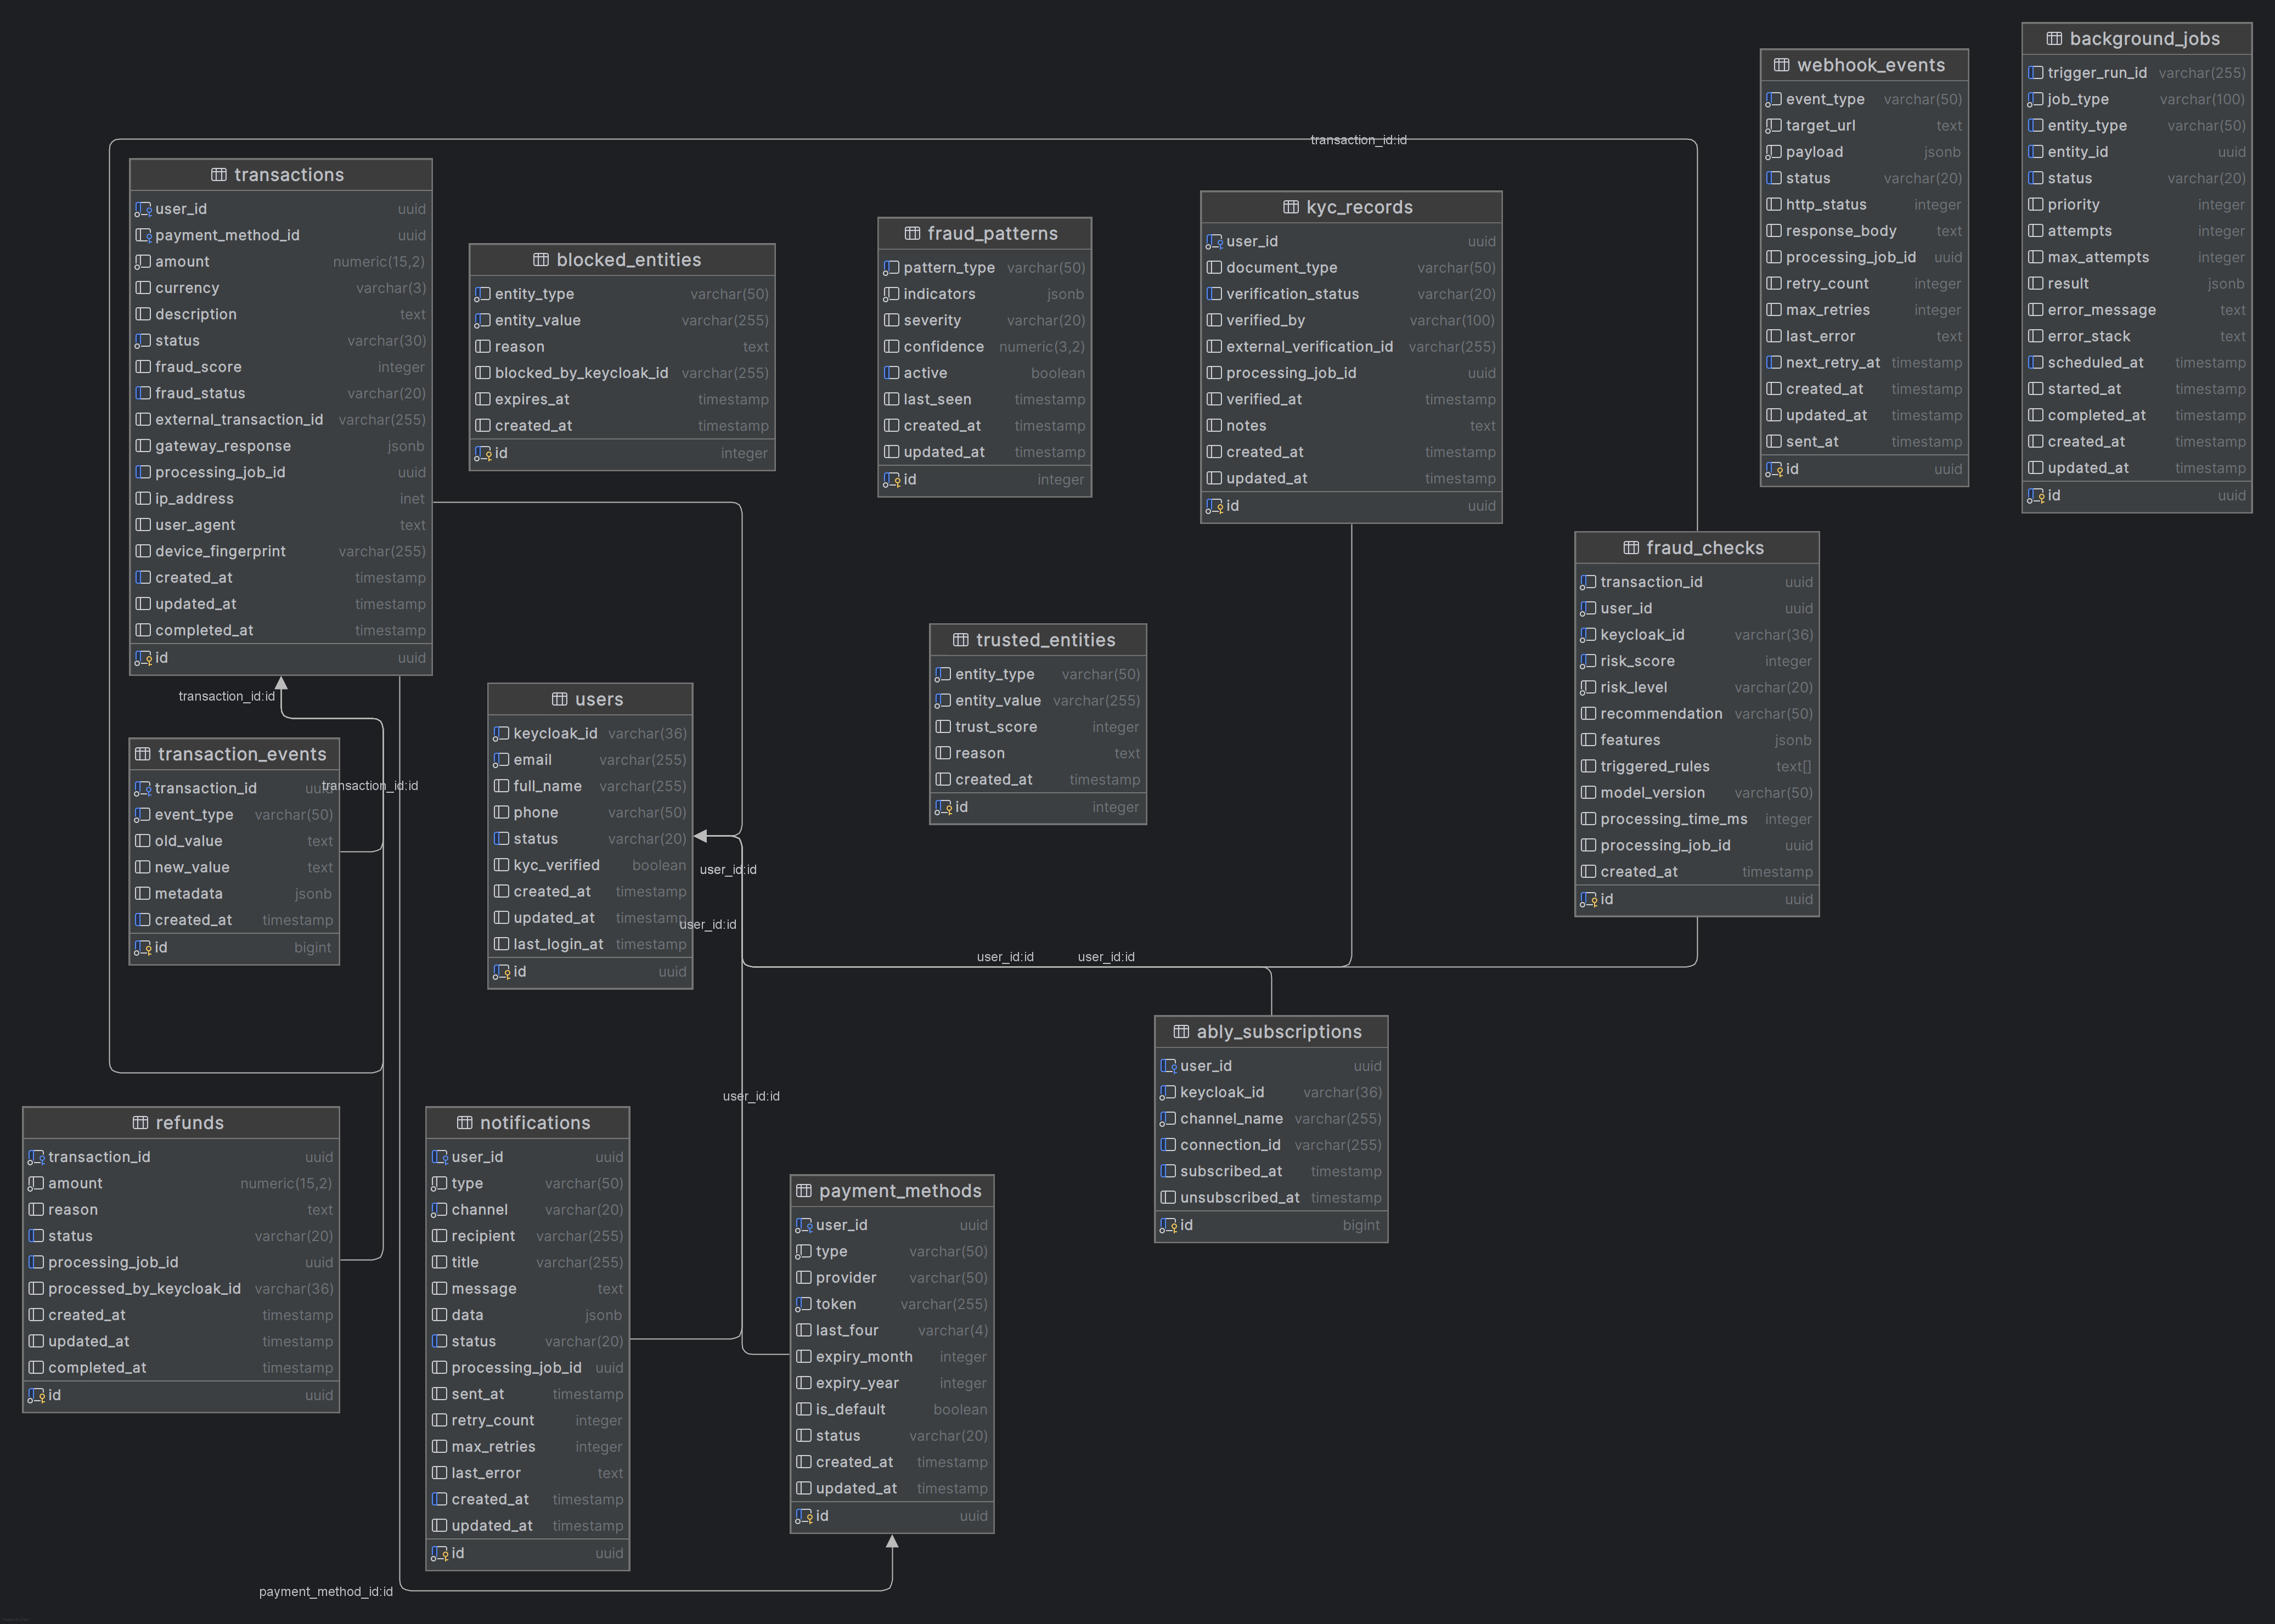 background_jobs
trigger_run_id varchar(255)
job_type varchar(100)
entity_type varchar(50)
entity_id uuid
status varchar(20)
priority integer
attempts integer
max_attempts integer
result jsonb
error_message text
error_stack text
scheduled_at timestamp
started_at timestamp
completed_at timestamp
created_at timestamp
updated_at timestamp
id uuid
webhook_events
event_type varchar(50)
target_url text
payload jsonb
status varchar(20)
http_status integer
response_body text
processing_job_id uuid
retry_count integer
max_retries integer
last_error text
next_retry_at timestamp
created_at timestamp
updated_at timestamp
sent_at timestamp
id uuid
transaction_id:id
transactions
user_id uuid
payment_method_id uuid
amount numeric(15,2)
currency varchar(3)
description text
status varchar(30)
fraud_score integer
fraud_status varchar(20)
external_transaction_id varchar(255)
gateway_response jsonb
processing_job_id uuid
ip_address inet
user_agent text
device_fingerprint varchar(255)
created_at timestamp
updated_at timestamp
completed_at timestamp
id uuid
blocked_entities
entity_type varchar(50)
entity_value varchar(255)
reason text
blocked_by_keycloak_id varchar(255)
expires_at timestamp
created_at timestamp
id integer
fraud_patterns
pattern_type varchar(50)
indicators jsonb
severity varchar(20)
confidence numeric(3,2)
active boolean
last_seen timestamp
created_at timestamp
updated_at timestamp
id integer
kyc_records
user_id uuid
document_type varchar(50)
verification_status varchar(20)
verified_by varchar(100)
external_verification_id varchar(255)
processing_job_id uuid
verified_at timestamp
notes text
created_at timestamp
updated_at timestamp
id uuid
fraud_checks
transaction_id uuid
user_id uuid
keycloak_id varchar(36)
risk_score integer
risk_level varchar(20)
recommendation varchar(50)
features jsonb
triggered_rules text[]
model_version varchar(50)
processing_time_ms integer
processing_job_id uuid
created_at timestamp
id uuid
trusted_entities
entity_type varchar(50)
entity_value varchar(255)
trust_score integer
reason text
created_at timestamp
id integer
users
keycloak_id varchar(36)
email varchar(255)
full_name varchar(255)
phone varchar(50)
status varchar(20)
kyc_verified boolean
created_at timestamp
updated_at timestamp
last_login_at timestamp
id uuid
transaction_id:id
transaction_events
transaction_id uuid
event_type varchar(50)
old_value text
new_value text
metadata jsonb
created_at timestamp
id bigint
transaction_id:id
user_id:id
user_id:id
user_id:id
user_id:id
user_id:id
ably_subscriptions
user_id uuid
keycloak_id varchar(36)
channel_name varchar(255)
connection_id varchar(255)
subscribed_at timestamp
unsubscribed_at timestamp
id bigint
refunds
transaction_id uuid
amount numeric(15,2)
reason text
status varchar(20)
processing_job_id uuid
processed_by_keycloak_id varchar(36)
created_at timestamp
updated_at timestamp
completed_at timestamp
id uuid
notifications
user_id uuid
type varchar(50)
channel varchar(20)
recipient varchar(255)
title varchar(255)
message text
data jsonb
status varchar(20)
processing_job_id uuid
sent_at timestamp
retry_count integer
max_retries integer
last_error text
created_at timestamp
updated_at timestamp
id uuid
payment_methods
user_id uuid
type varchar(50)
provider varchar(50)
token varchar(255)
last_four varchar(4)
expiry_month integer
expiry_year integer
is_default boolean
status varchar(20)
created_at timestamp
updated_at timestamp
id uuid
payment_method_id:id